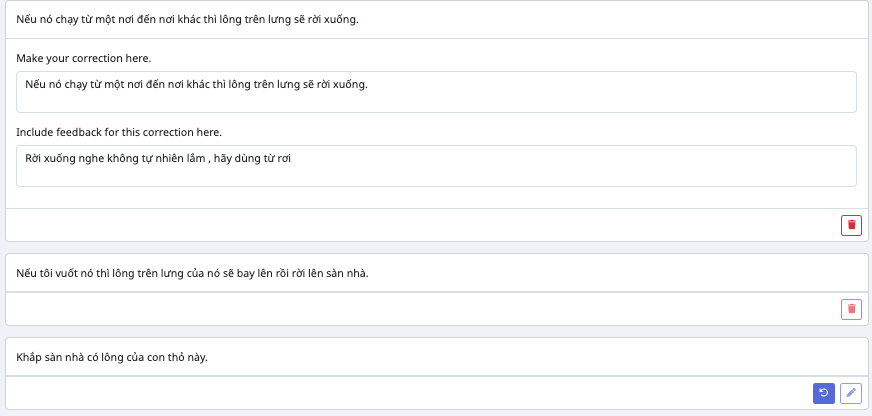 Nếu nó chạy từ một nơi đến nơi khác thì lông trên lưng sẽ rời xuống.
Make your correction here.
Nếu nó chạy từ một nơi đến nơi khác thì lông trên lưng sẽ rời xuống.
Include feedback for this correction here.
Rời xuống nghe không tự nhiên lắm , hãy dùng từ rơi
Nếu tôi vuốt nó thì lông trên lưng của nó sẽ bay lên rồi rời lên sàn nhà.
Khắp sàn nhà có lông của con thỏ này.